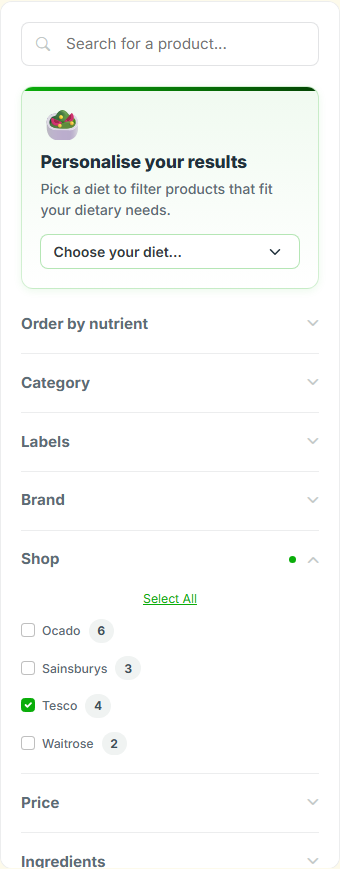 Search for a product...
Personalise your results
Pick a diet to filter products that fit
your dietary needs.
Choose your diet...
Order by nutrient
Category
Labels
Brand
Shop
Select All
Ocado 6
Sainsburys 3
Tesco 4
Waitrose 2
Price
Ingredients